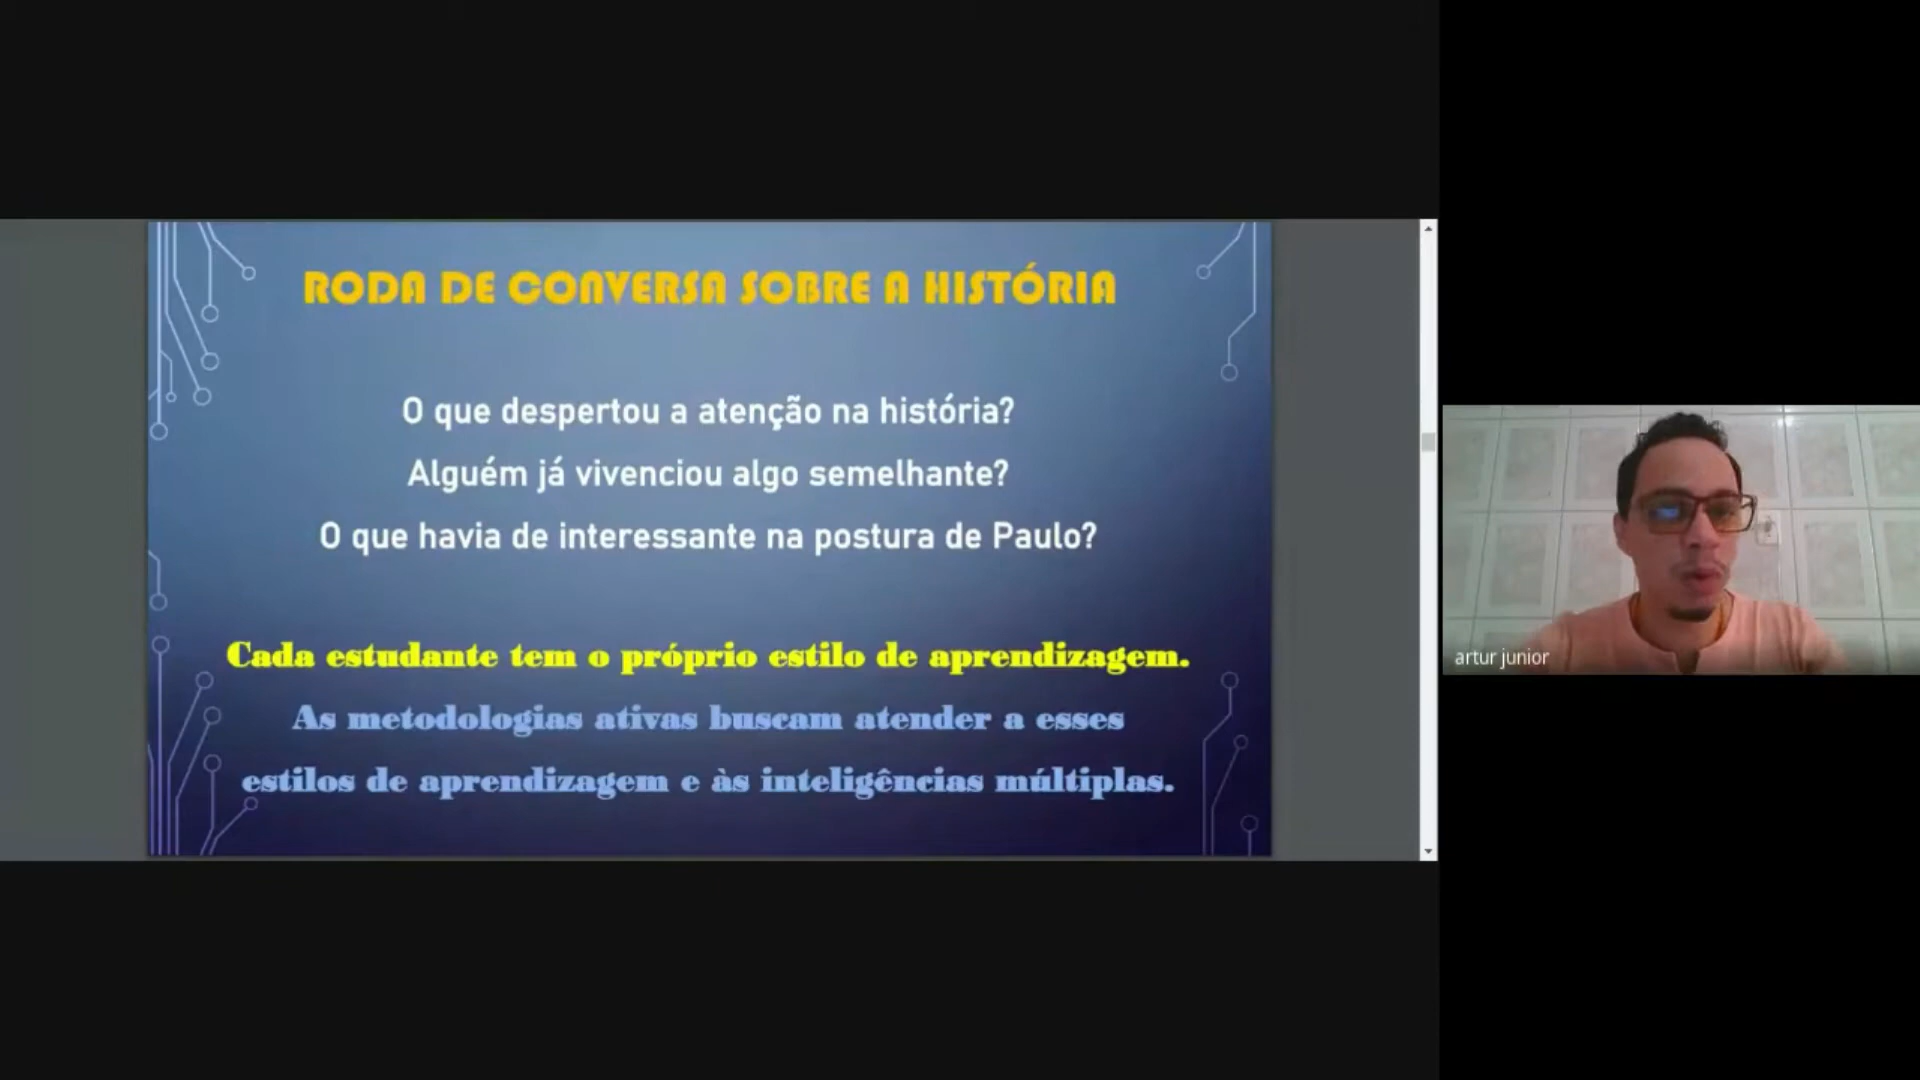 RODA DE CONVERSA SOBRE A HISTÓRIA
O que despertou a atenção na história?
Alguém já vivenciou algo semelhante?
O que havia de interessante na postura de Paulo?
Cada estudante tem o próprio estilo de aprendizagem.
As metodologias ativas buscam atender a esses
estilos de aprendizagem e às inteligências múltiplas.
artur junior